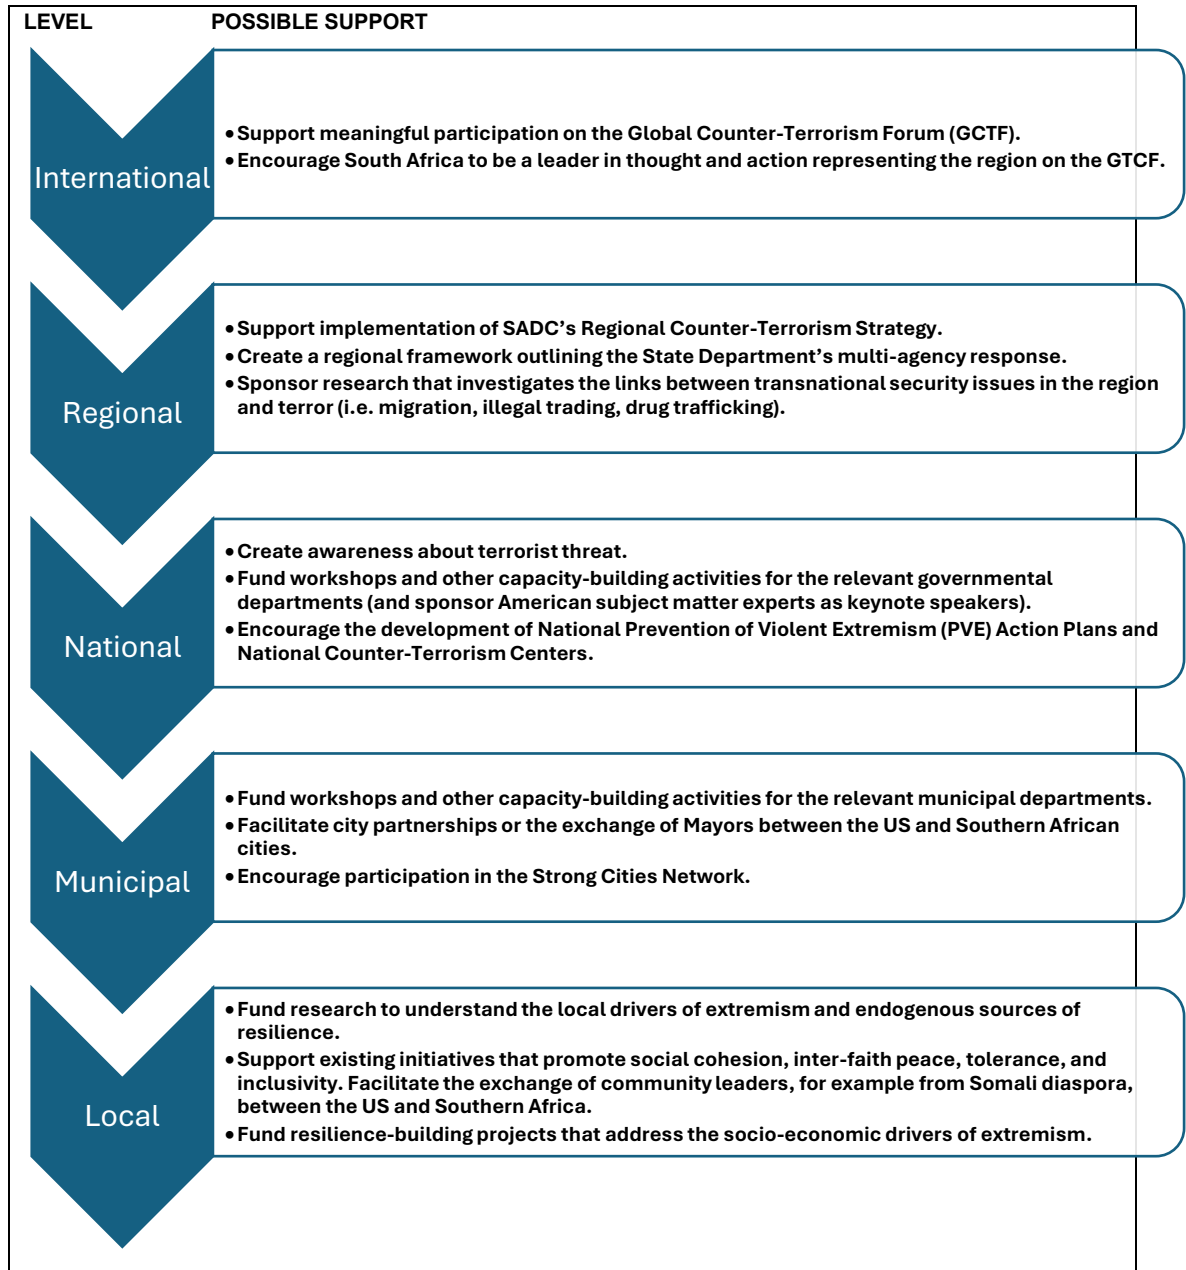 LEVEL POSSIBLE SUPPORT
International
• Support meaningful participation on the Global Counter-Terrorism Forum (GCTF).
• Encourage South Africa to be a leader in thought and action representing the region on the GTCF.
Regional
• Support implementation of SADC’s Regional Counter-Terrorism Strategy.
• Create a regional framework outlining the State Department’s multi-agency response.
• Sponsor research that investigates the links between transnational security issues in the region
and terror (i.e. migration, illegal trading, drug trafficking).
National
• Create awareness about terrorist threat.
• Fund workshops and other capacity-building activities for the relevant governmental
departments (and sponsor American subject matter experts as keynote speakers).
• Encourage the development of National Prevention of Violent Extremism (PVE) Action Plans and
National Counter-Terrorism Centers.
Municipal
• Fund workshops and other capacity-building activities for the relevant municipal departments.
• Facilitate city partnerships or the exchange of Mayors between the US and Southern African
cities.
• Encourage participation in the Strong Cities Network.
Local
• Fund research to understand the local drivers of extremism and endogenous sources of
resilience.
• Support existing initiatives that promote social cohesion, inter-faith peace, tolerance, and
inclusivity. Facilitate the exchange of community leaders, for example from Somali diaspora,
between the US and Southern Africa.
• Fund resilience-building projects that address the socio-economic drivers of extremism.